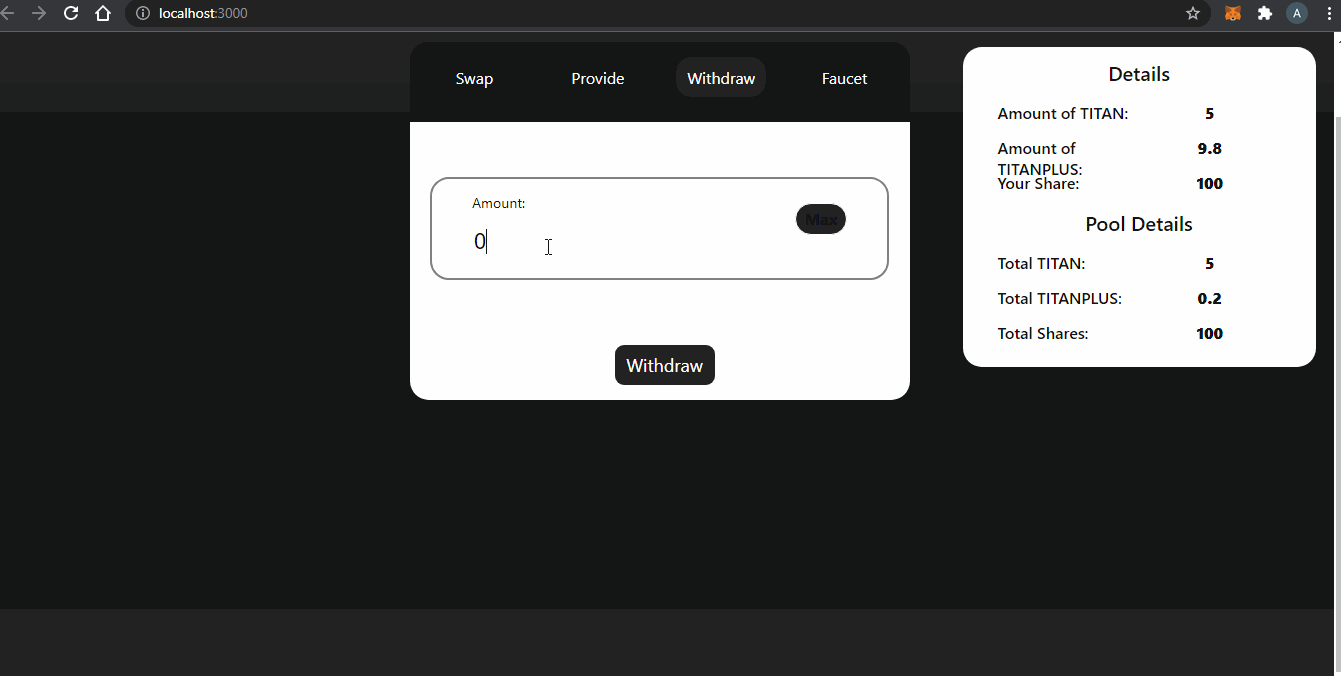 localhost:3000
A
Swap Provide Withdraw Faucet
Amount:
0
Max
Withdraw
Details
Amount of TITAN: 5
Amount of 9.8
TITANPLUS:
Your Share: 100
Pool Details
Total TITAN: 5
Total TITANPLUS: 0.2
Total Shares: 100